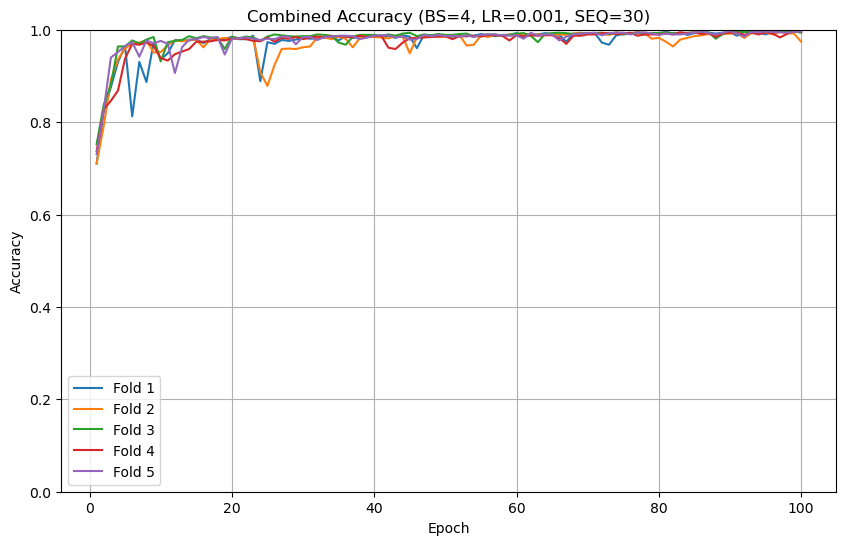 Combined Accuracy (BS=4, LR=0.001, SEQ=30)
Accuracy
1.0
0.8
0.6
0.4
0.2
0.0
Fold 1
Fold 2
Fold 3
Fold 4
Fold 5
0 20 40 60 80 100
Epoch